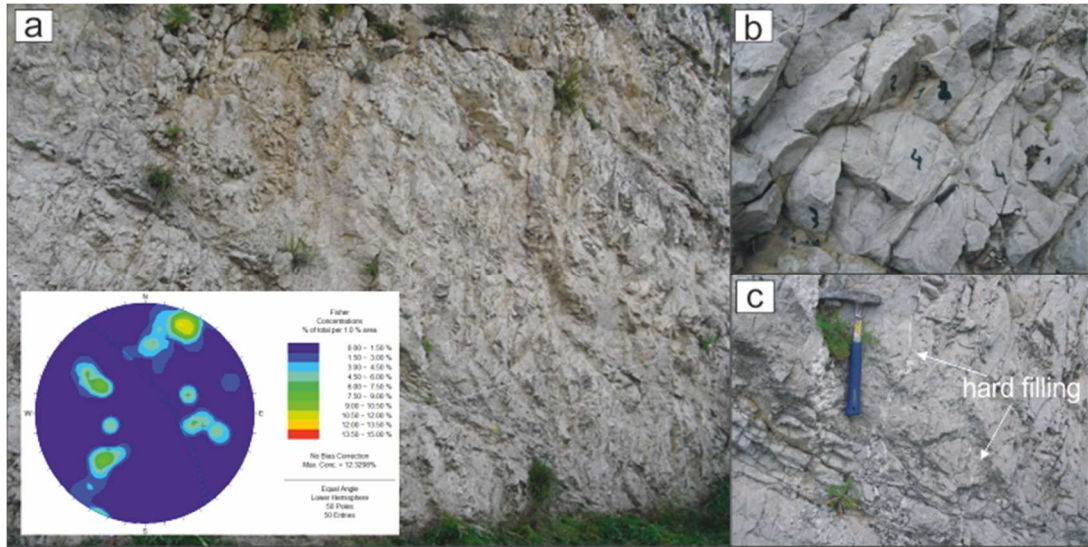 a
b
c
N
W
E
S
Fisher
Concentrations
% of total per 1.0 % area
0.00 ~ 1.50 %
1.50 ~ 3.00 %
3.00 ~ 4.50 %
4.50 ~ 6.00 %
6.00 ~ 7.50 %
7.50 ~ 9.00 %
9.00 ~ 10.50 %
10.50 ~ 12.00 %
12.00 ~ 13.50 %
13.50 ~ 15.00 %
No Bias Correction
Max. Conc. = 12.3298%
Equal Angle
Lower Hemisphere
50 Poles
50 Entries
4
hard filling